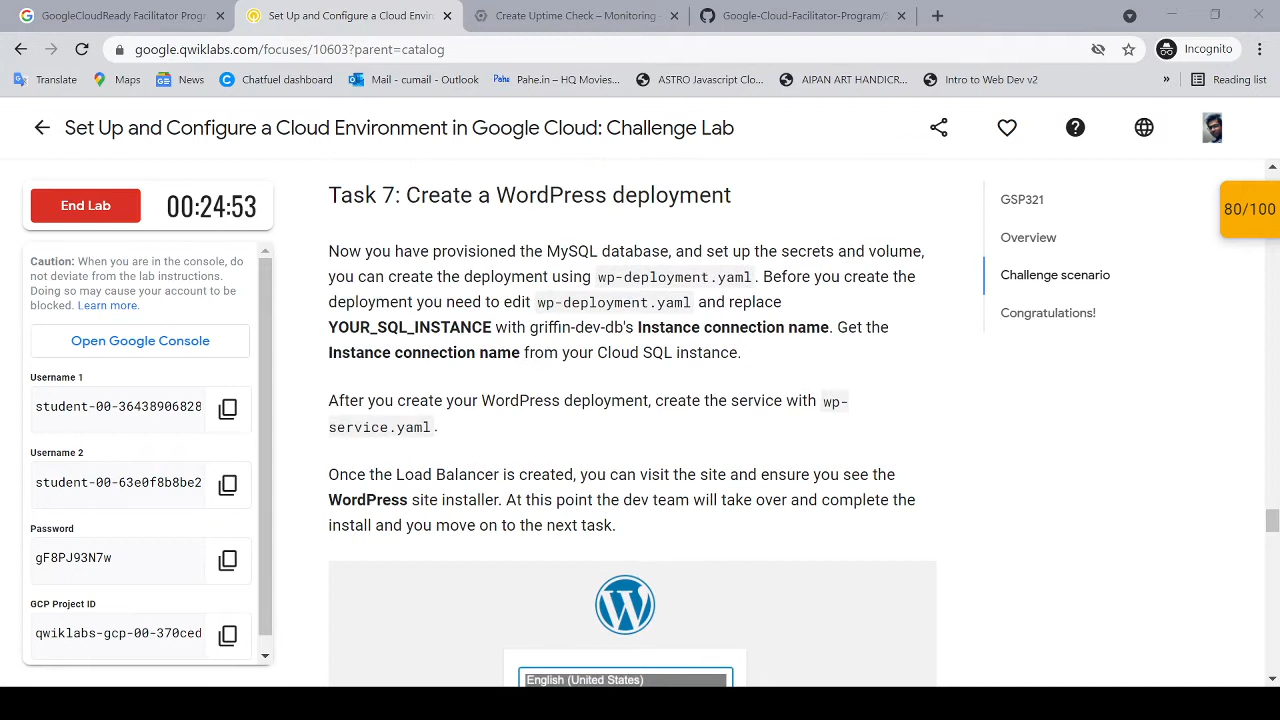 GoogleCloudReady Facilitator Progr
Set Up and Configure a Cloud Envir
Create Uptime Check – Monitoring -
Google-Cloud-Facilitator-Program/S
google.qwiklabs.com/focuses/10603?parent=catalog
Incognito
Translate
Maps
News
Chatfuel dashboard
Mail - cumail - Outlook
Pahe.in – HQ Movies...
ASTRO Javascript Clo...
AIPAN ART HANDICR...
Intro to Web Dev v2
»
Reading list
Set Up and Configure a Cloud Environment in Google Cloud: Challenge Lab
End Lab
00:24:53
Caution: When you are in the console, do
not deviate from the lab instructions.
Doing so may cause your account to be
blocked. Learn more.
Open Google Console
Username 1
student-00-36438906828
Username 2
student-00-63e0f8b8be2
Password
gF8PJ93N7w
GCP Project ID
qwiklabs-gcp-00-370ced
Task 7: Create a WordPress deployment
Now you have provisioned the MySQL database, and set up the secrets and volume,
you can create the deployment using wp-deployment.yaml. Before you create the
deployment you need to edit wp-deployment.yaml and replace
YOUR_SQL_INSTANCE with griffin-dev-db's Instance connection name. Get the
Instance connection name from your Cloud SQL instance.
After you create your WordPress deployment, create the service with wp-
service.yaml.
Once the Load Balancer is created, you can visit the site and ensure you see the
WordPress site installer. At this point the dev team will take over and complete the
install and you move on to the next task.
English (United States)
GSP321
Overview
Challenge scenario
Congratulations!
80/100